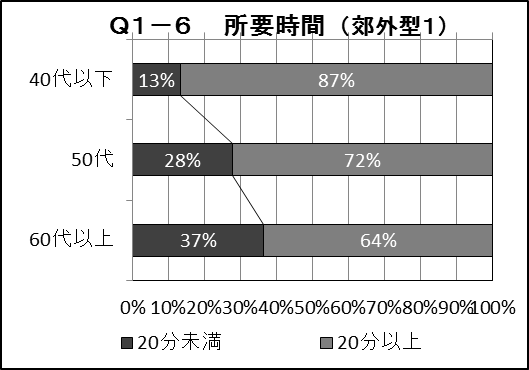 Q1－6 所要時間（郊外型1）
40代以下 13% 87%
50代 28% 72%
60代以上 37% 64%
0% 10% 20% 30% 40% 50% 60% 70% 80% 90% 100%
20分未満 20分以上